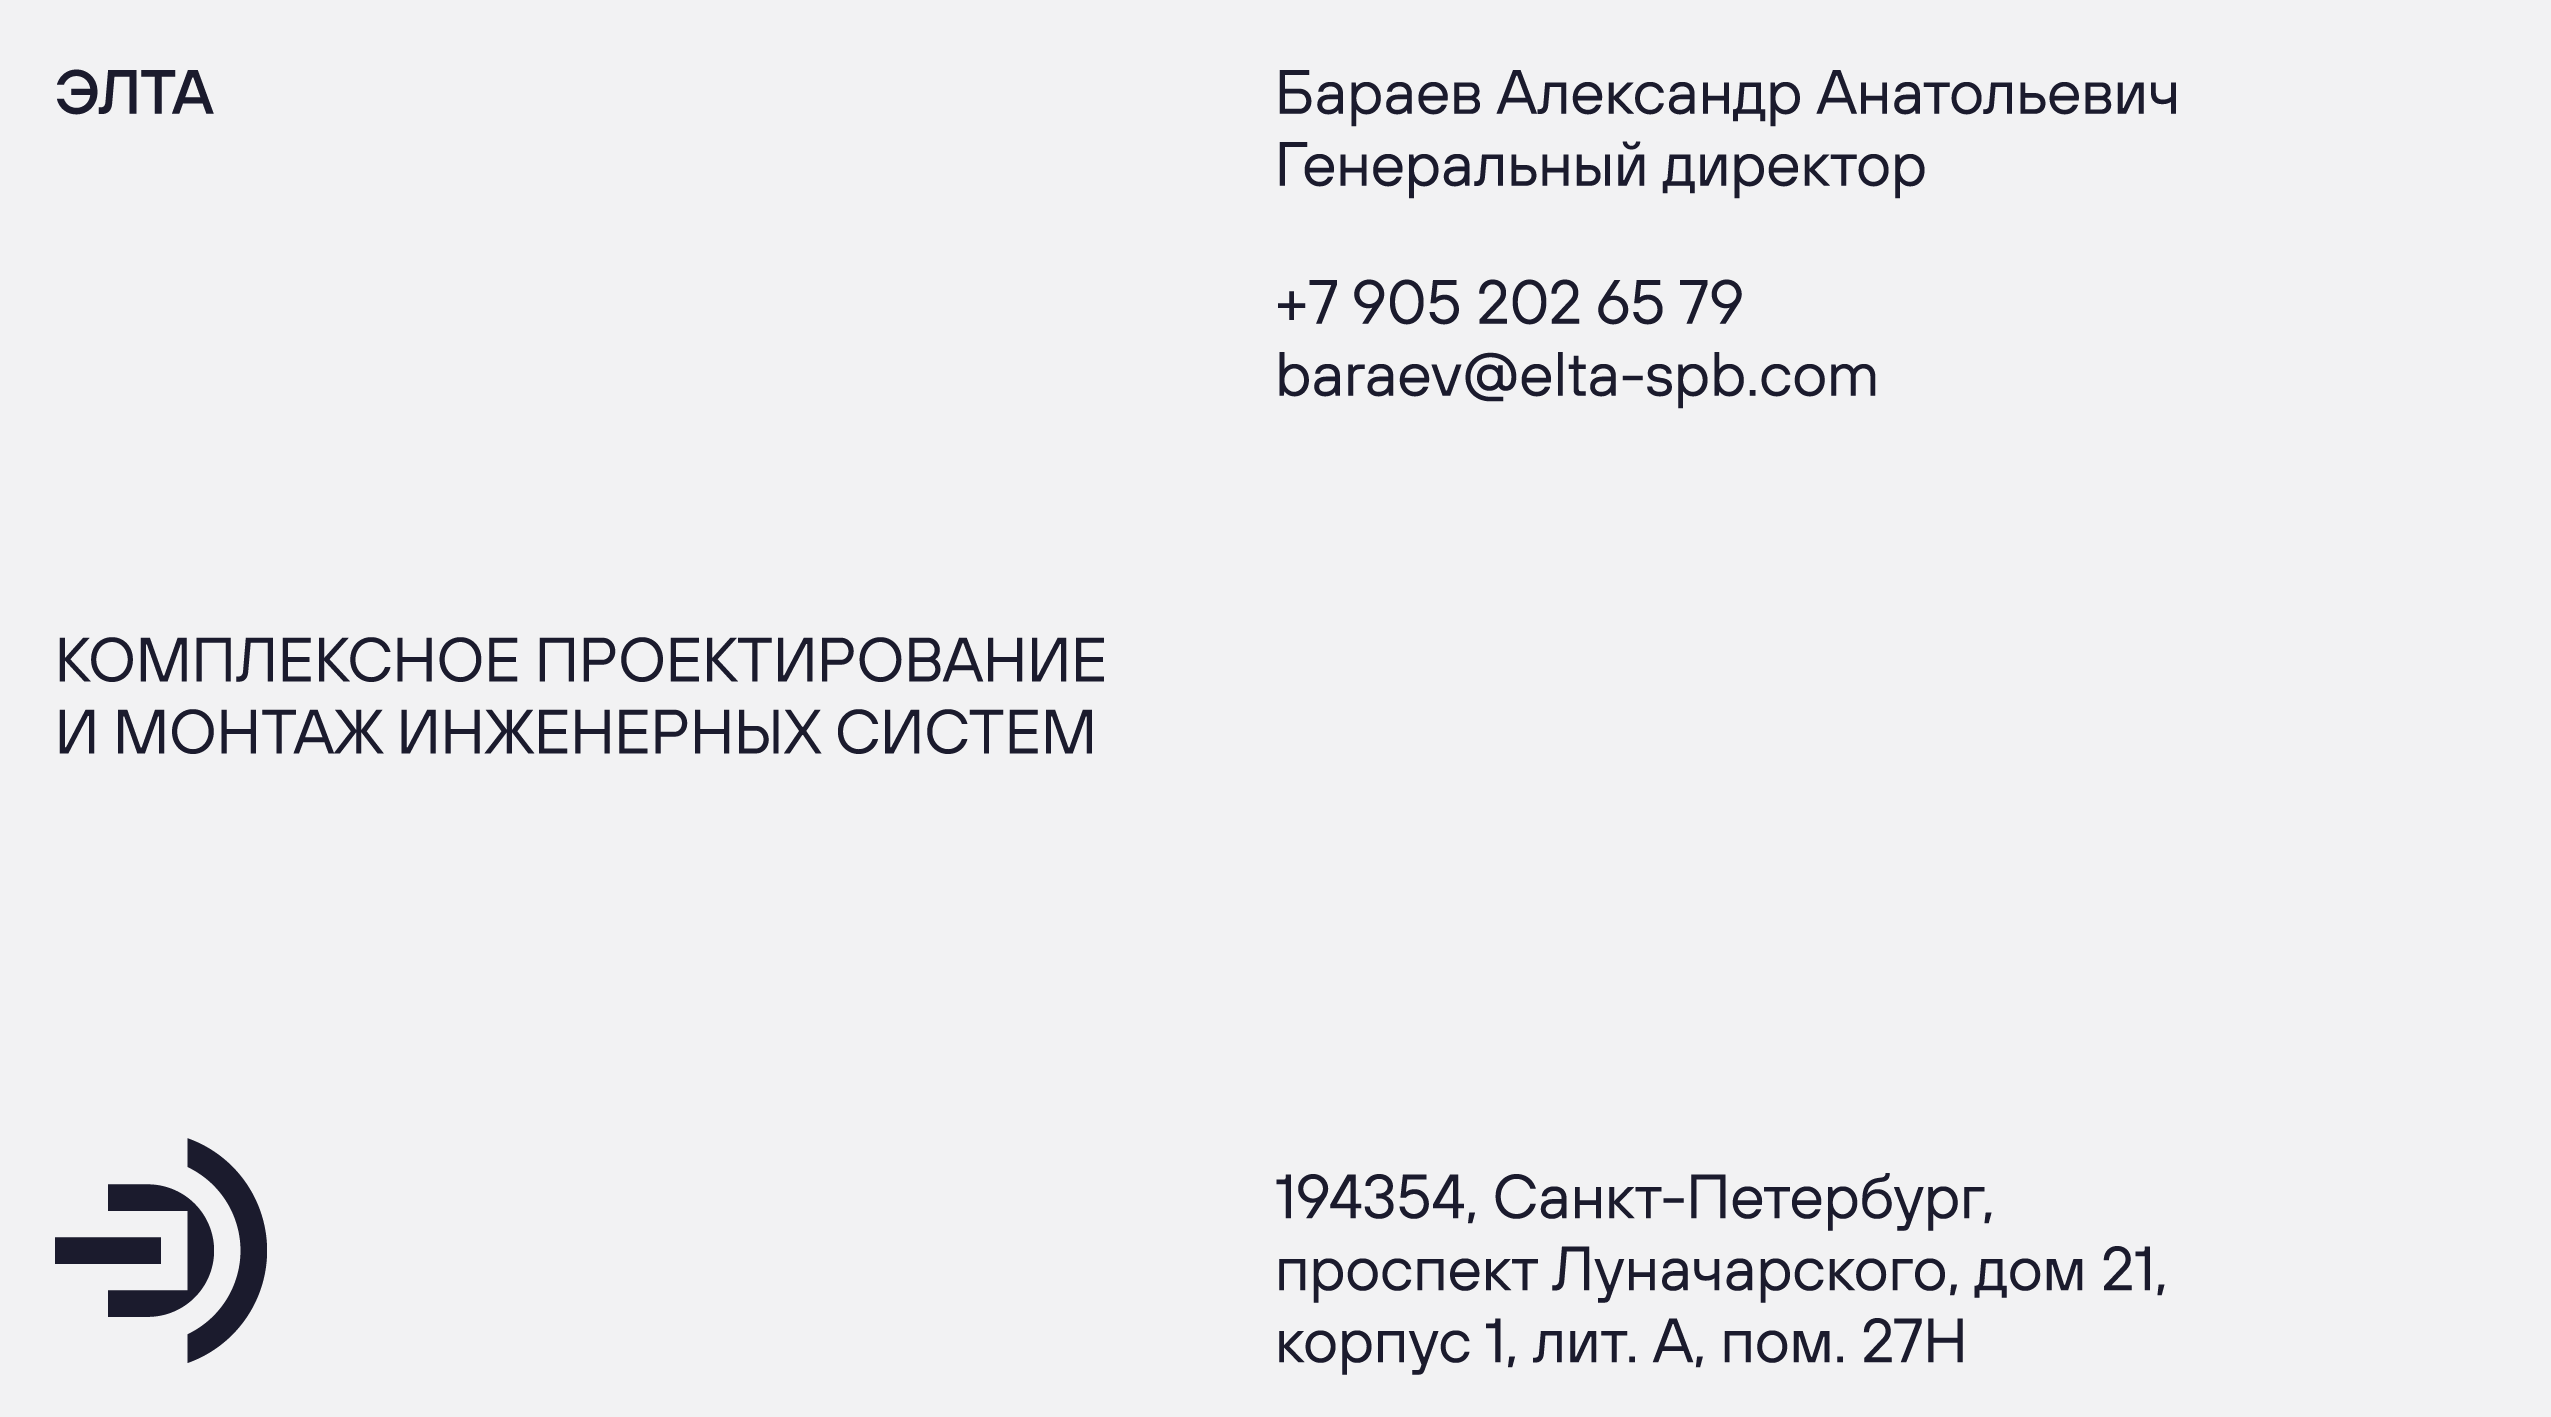 ЭЛТА
КОМПЛЕКСНОЕ ПРОЕКТИРОВАНИЕ
И МОНТАЖ ИНЖЕНЕРНЫХ СИСТЕМ
Бараев Александр Анатольевич
Генеральный директор
+7 905 202 65 79
baraev@elta-spb.com
194354, Санкт-Петербург,
проспект Луначарского, дом 21,
корпус 1, лит. А, пом. 27Н